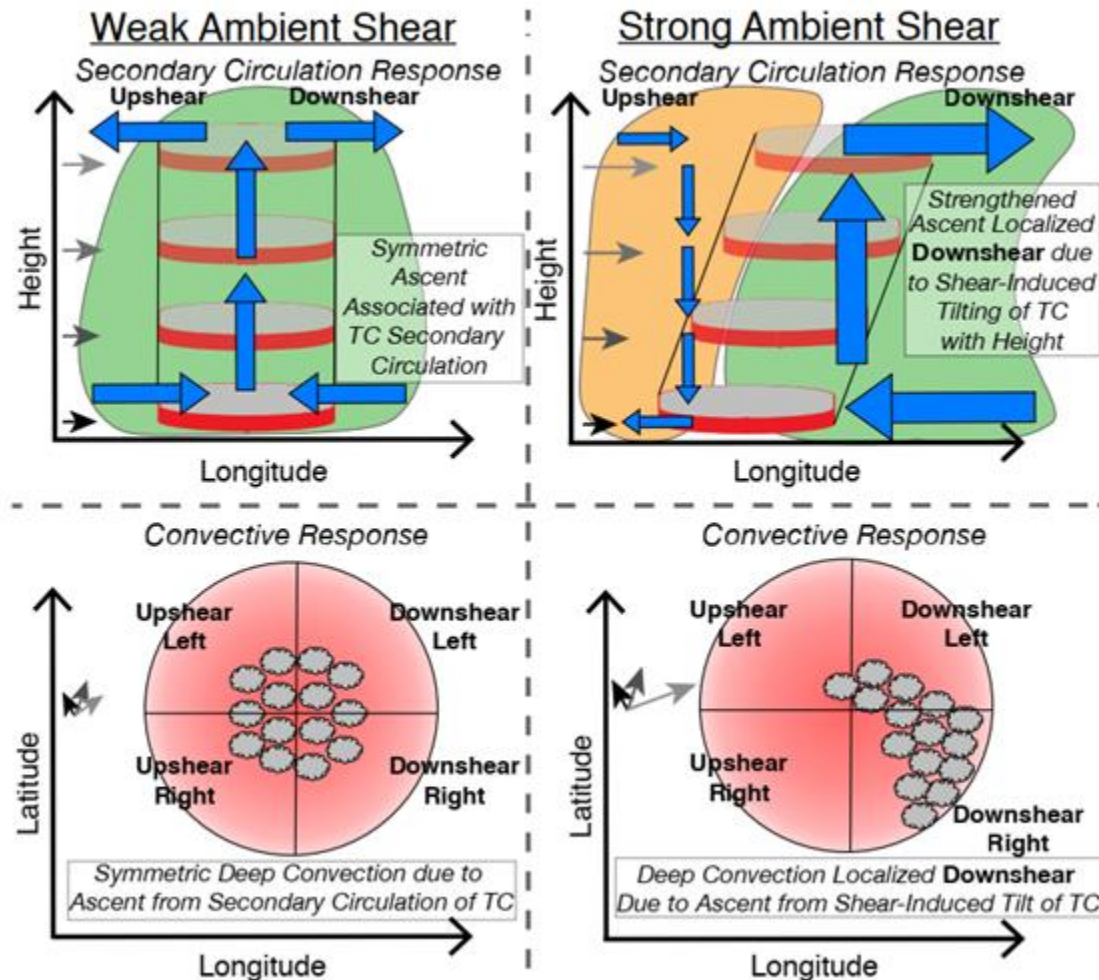 Weak Ambient Shear
Secondary Circulation Response
Upshear
Downshear
Height
Symmetric
Ascent
Associated with
TC Secondary
Circulation
Longitude
Strong Ambient Shear
Secondary Circulation Response
Upshear
Downshear
Height
Strengthened
Ascent Localized
Downshear due
to Shear-Induced
Tilting of TC
with Height
Longitude
Convective Response
Latitude
Upshear
Left
Downshear
Left
Upshear
Right
Downshear
Right
Symmetric Deep Convection due to
Ascent from Secondary Circulation of TC
Longitude
Convective Response
Latitude
Upshear
Left
Downshear
Left
Upshear
Right
Downshear
Right
Deep Convection Localized Downshear
Due to Ascent from Shear-Induced Tilt of TC
Longitude